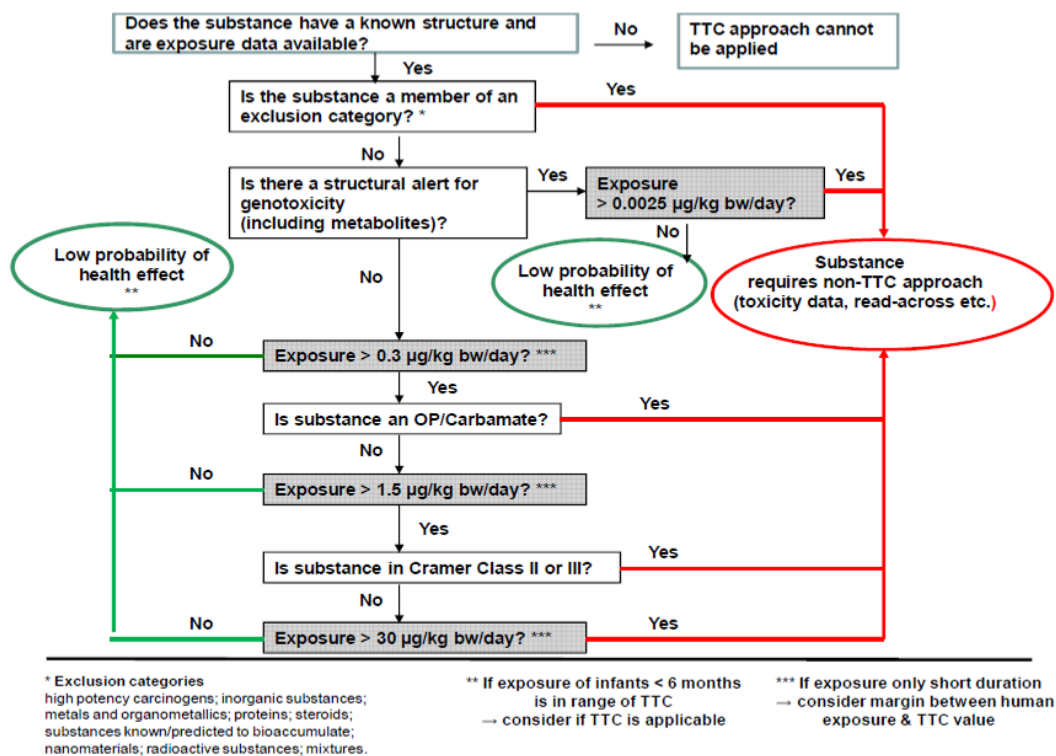 Does the substance have a known structure and
are exposure data available?
No
TTC approach cannot
be applied
Yes
Is the substance a member of an
exclusion category? *
Yes
No
Is there a structural alert for
genotoxicity
(including metabolites)?
Yes
Exposure
> 0.0025 µg/kg bw/day?
Yes
No
Low probability of
health effect
**
No
Low probability of
health effect
**
Substance
requires non-TTC approach
(toxicity data, read-across etc.)
No
Exposure > 0.3 µg/kg bw/day? ***
Yes
Is substance an OP/Carbamate?
Yes
No
No
Exposure > 1.5 µg/kg bw/day? ***
Yes
Is substance in Cramer Class II or III?
Yes
No
No
Exposure > 30 µg/kg bw/day? ***
Yes
* Exclusion categories
high potency carcinogens; inorganic substances;
metals and organometallics; proteins; steroids;
substances known/predicted to bioaccumulate;
nanomaterials; radioactive substances; mixtures.
** If exposure of infants < 6 months
is in range of TTC
→ consider if TTC is applicable
*** If exposure only short duration
→ consider margin between human
exposure & TTC value